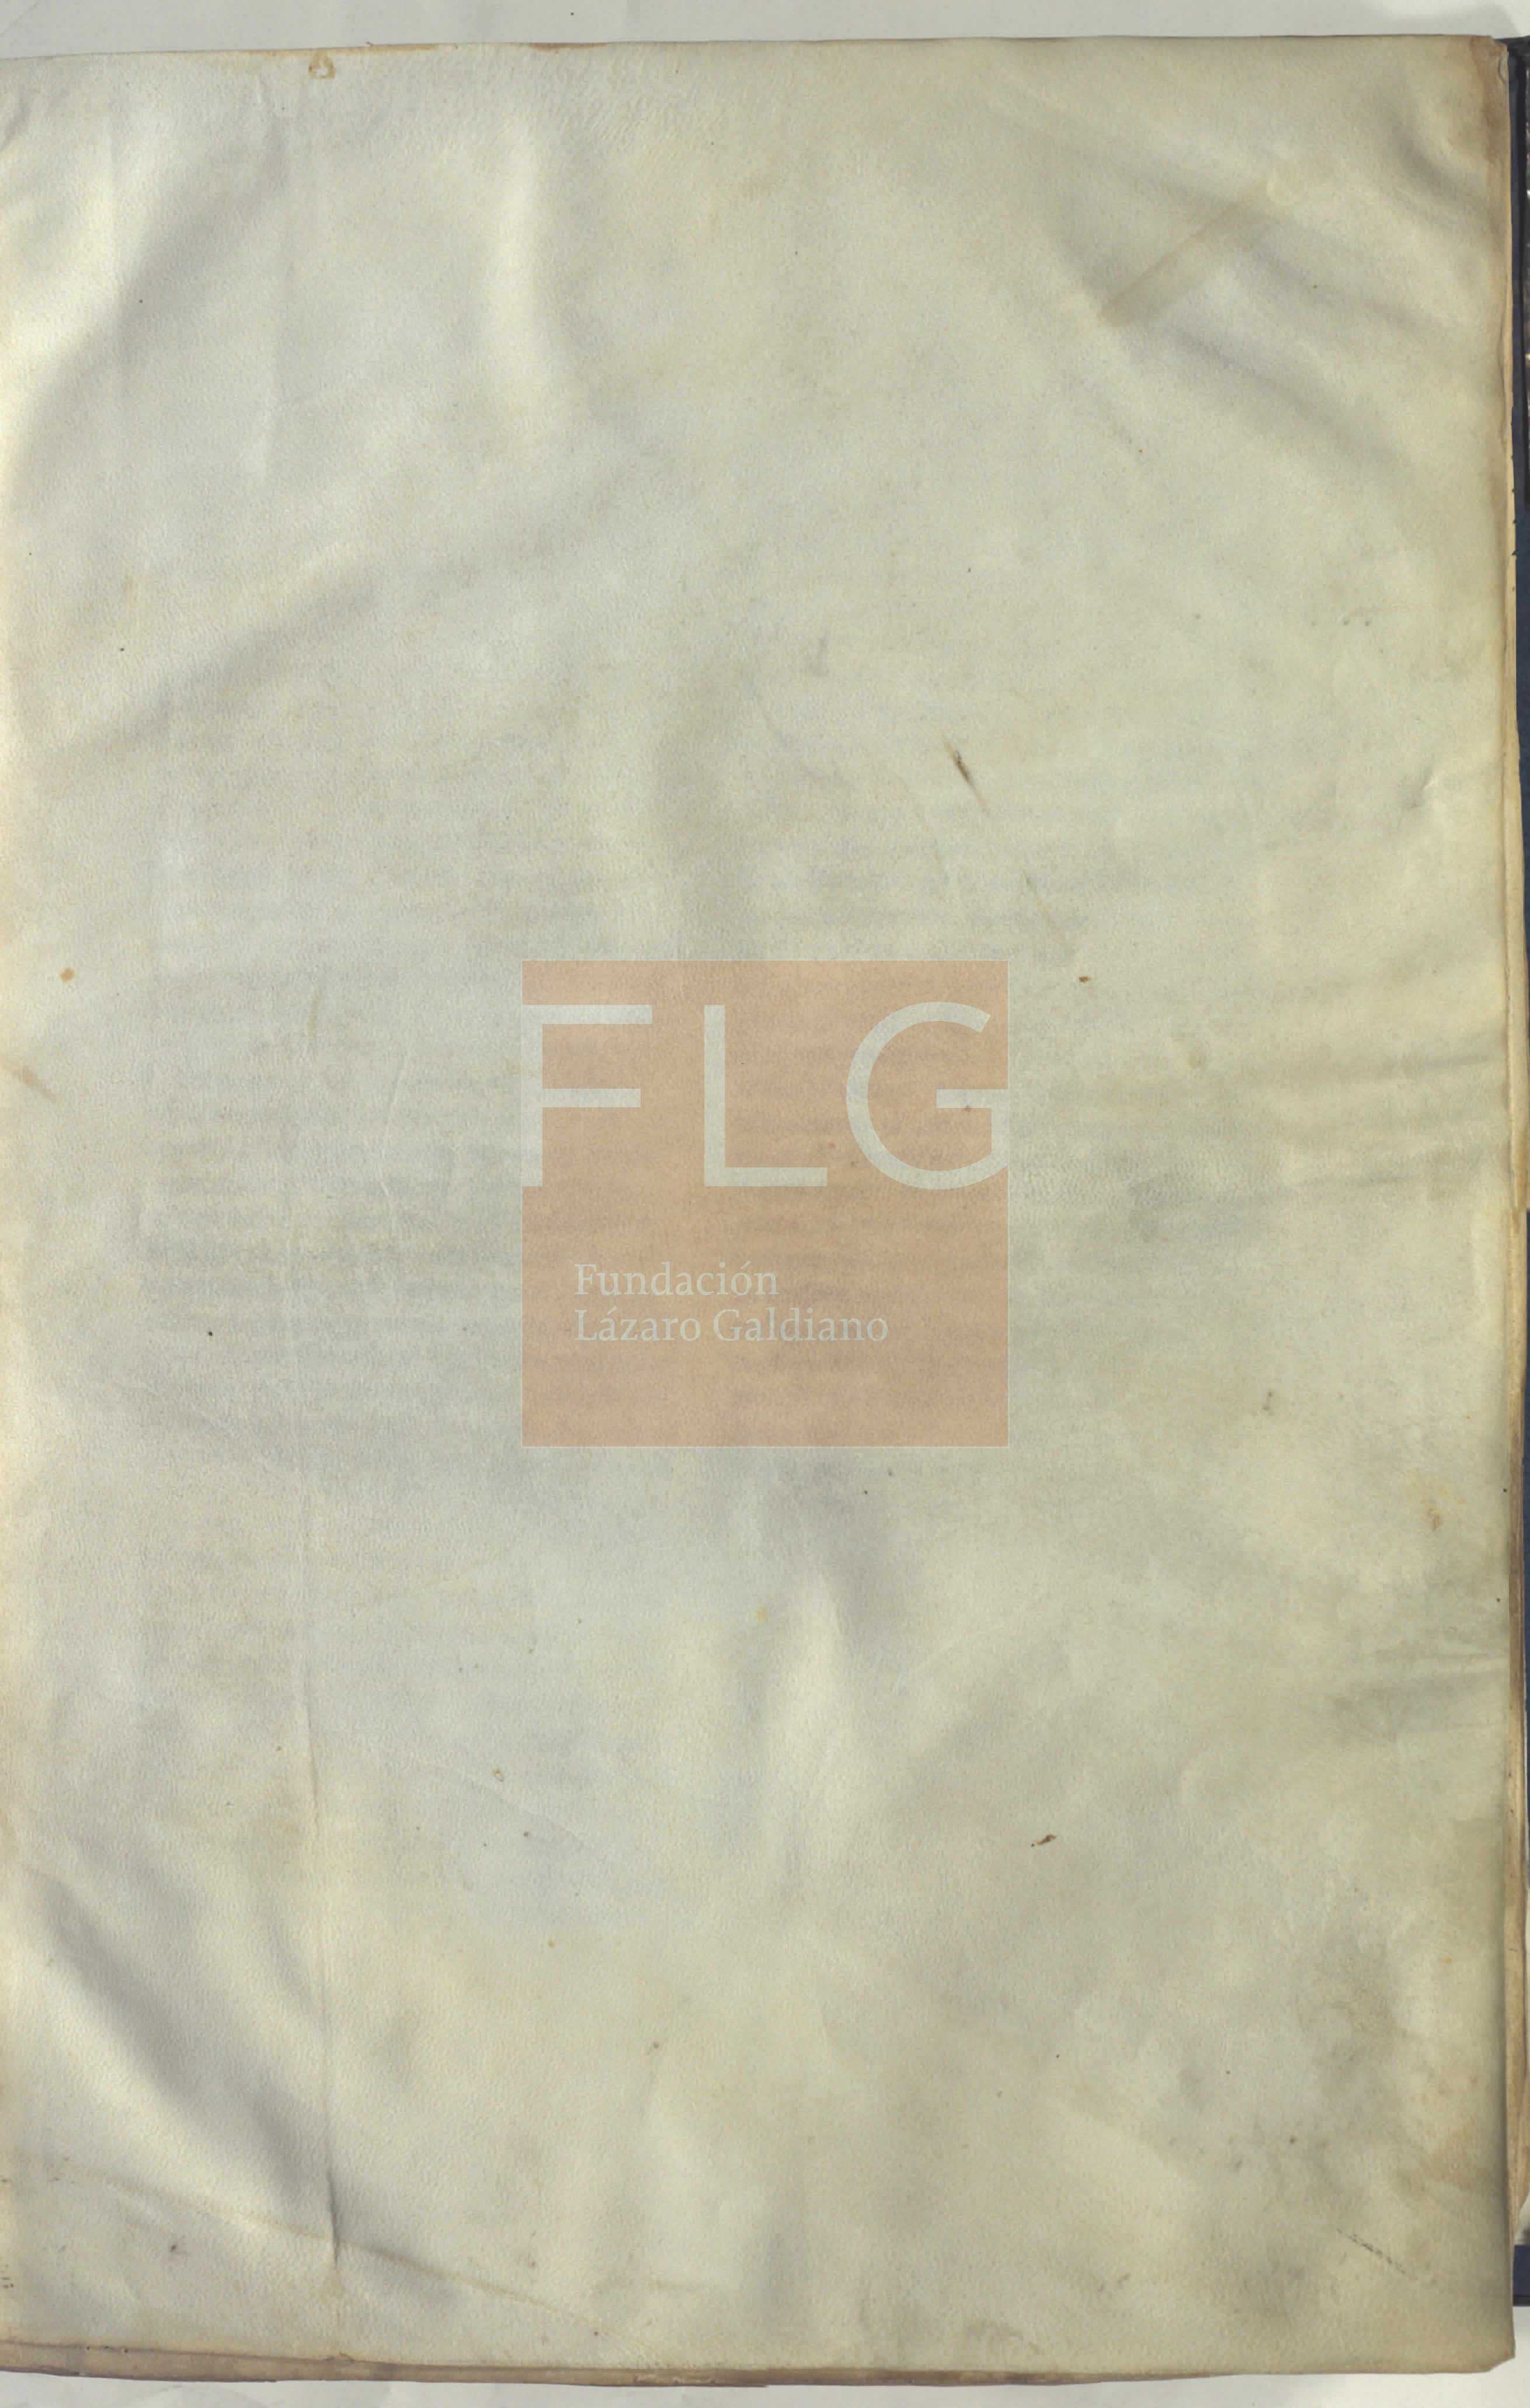 FLG
Fundación
Lázaro Galdiano